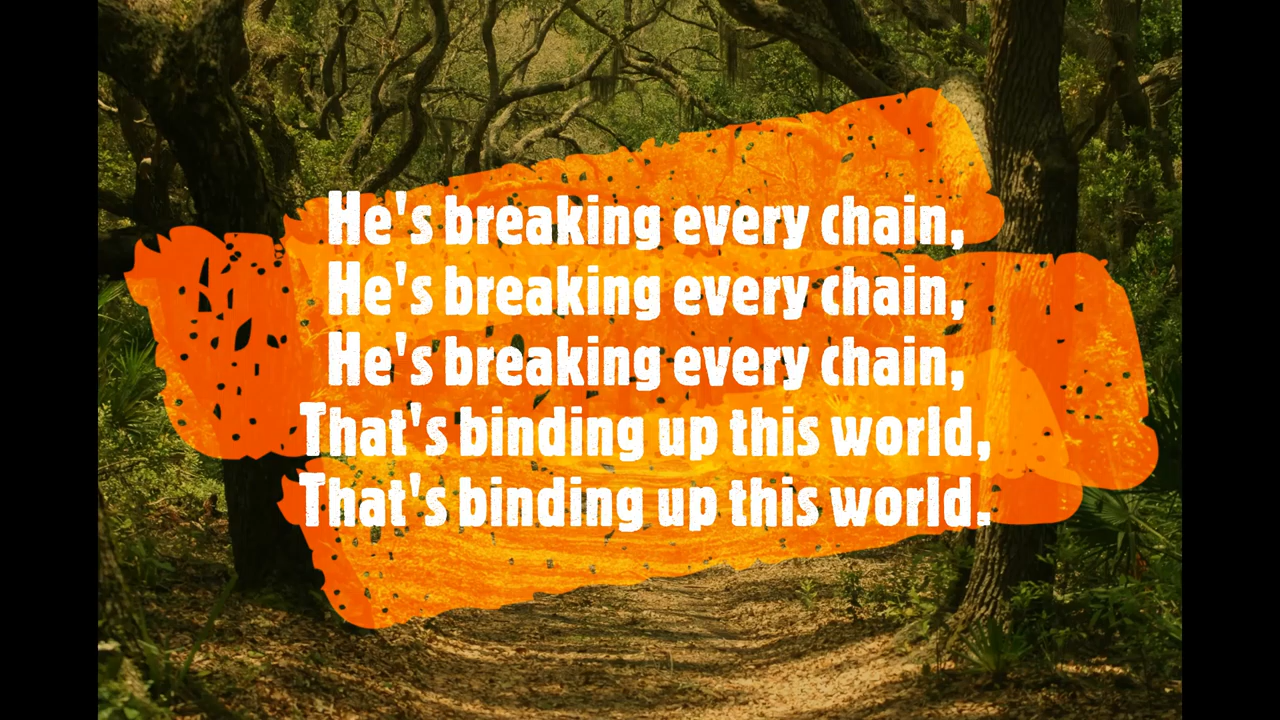 He's breaking every chain,
He's breaking every chain,
He's breaking every chain,
That's binding up this world,
That's binding up this world.